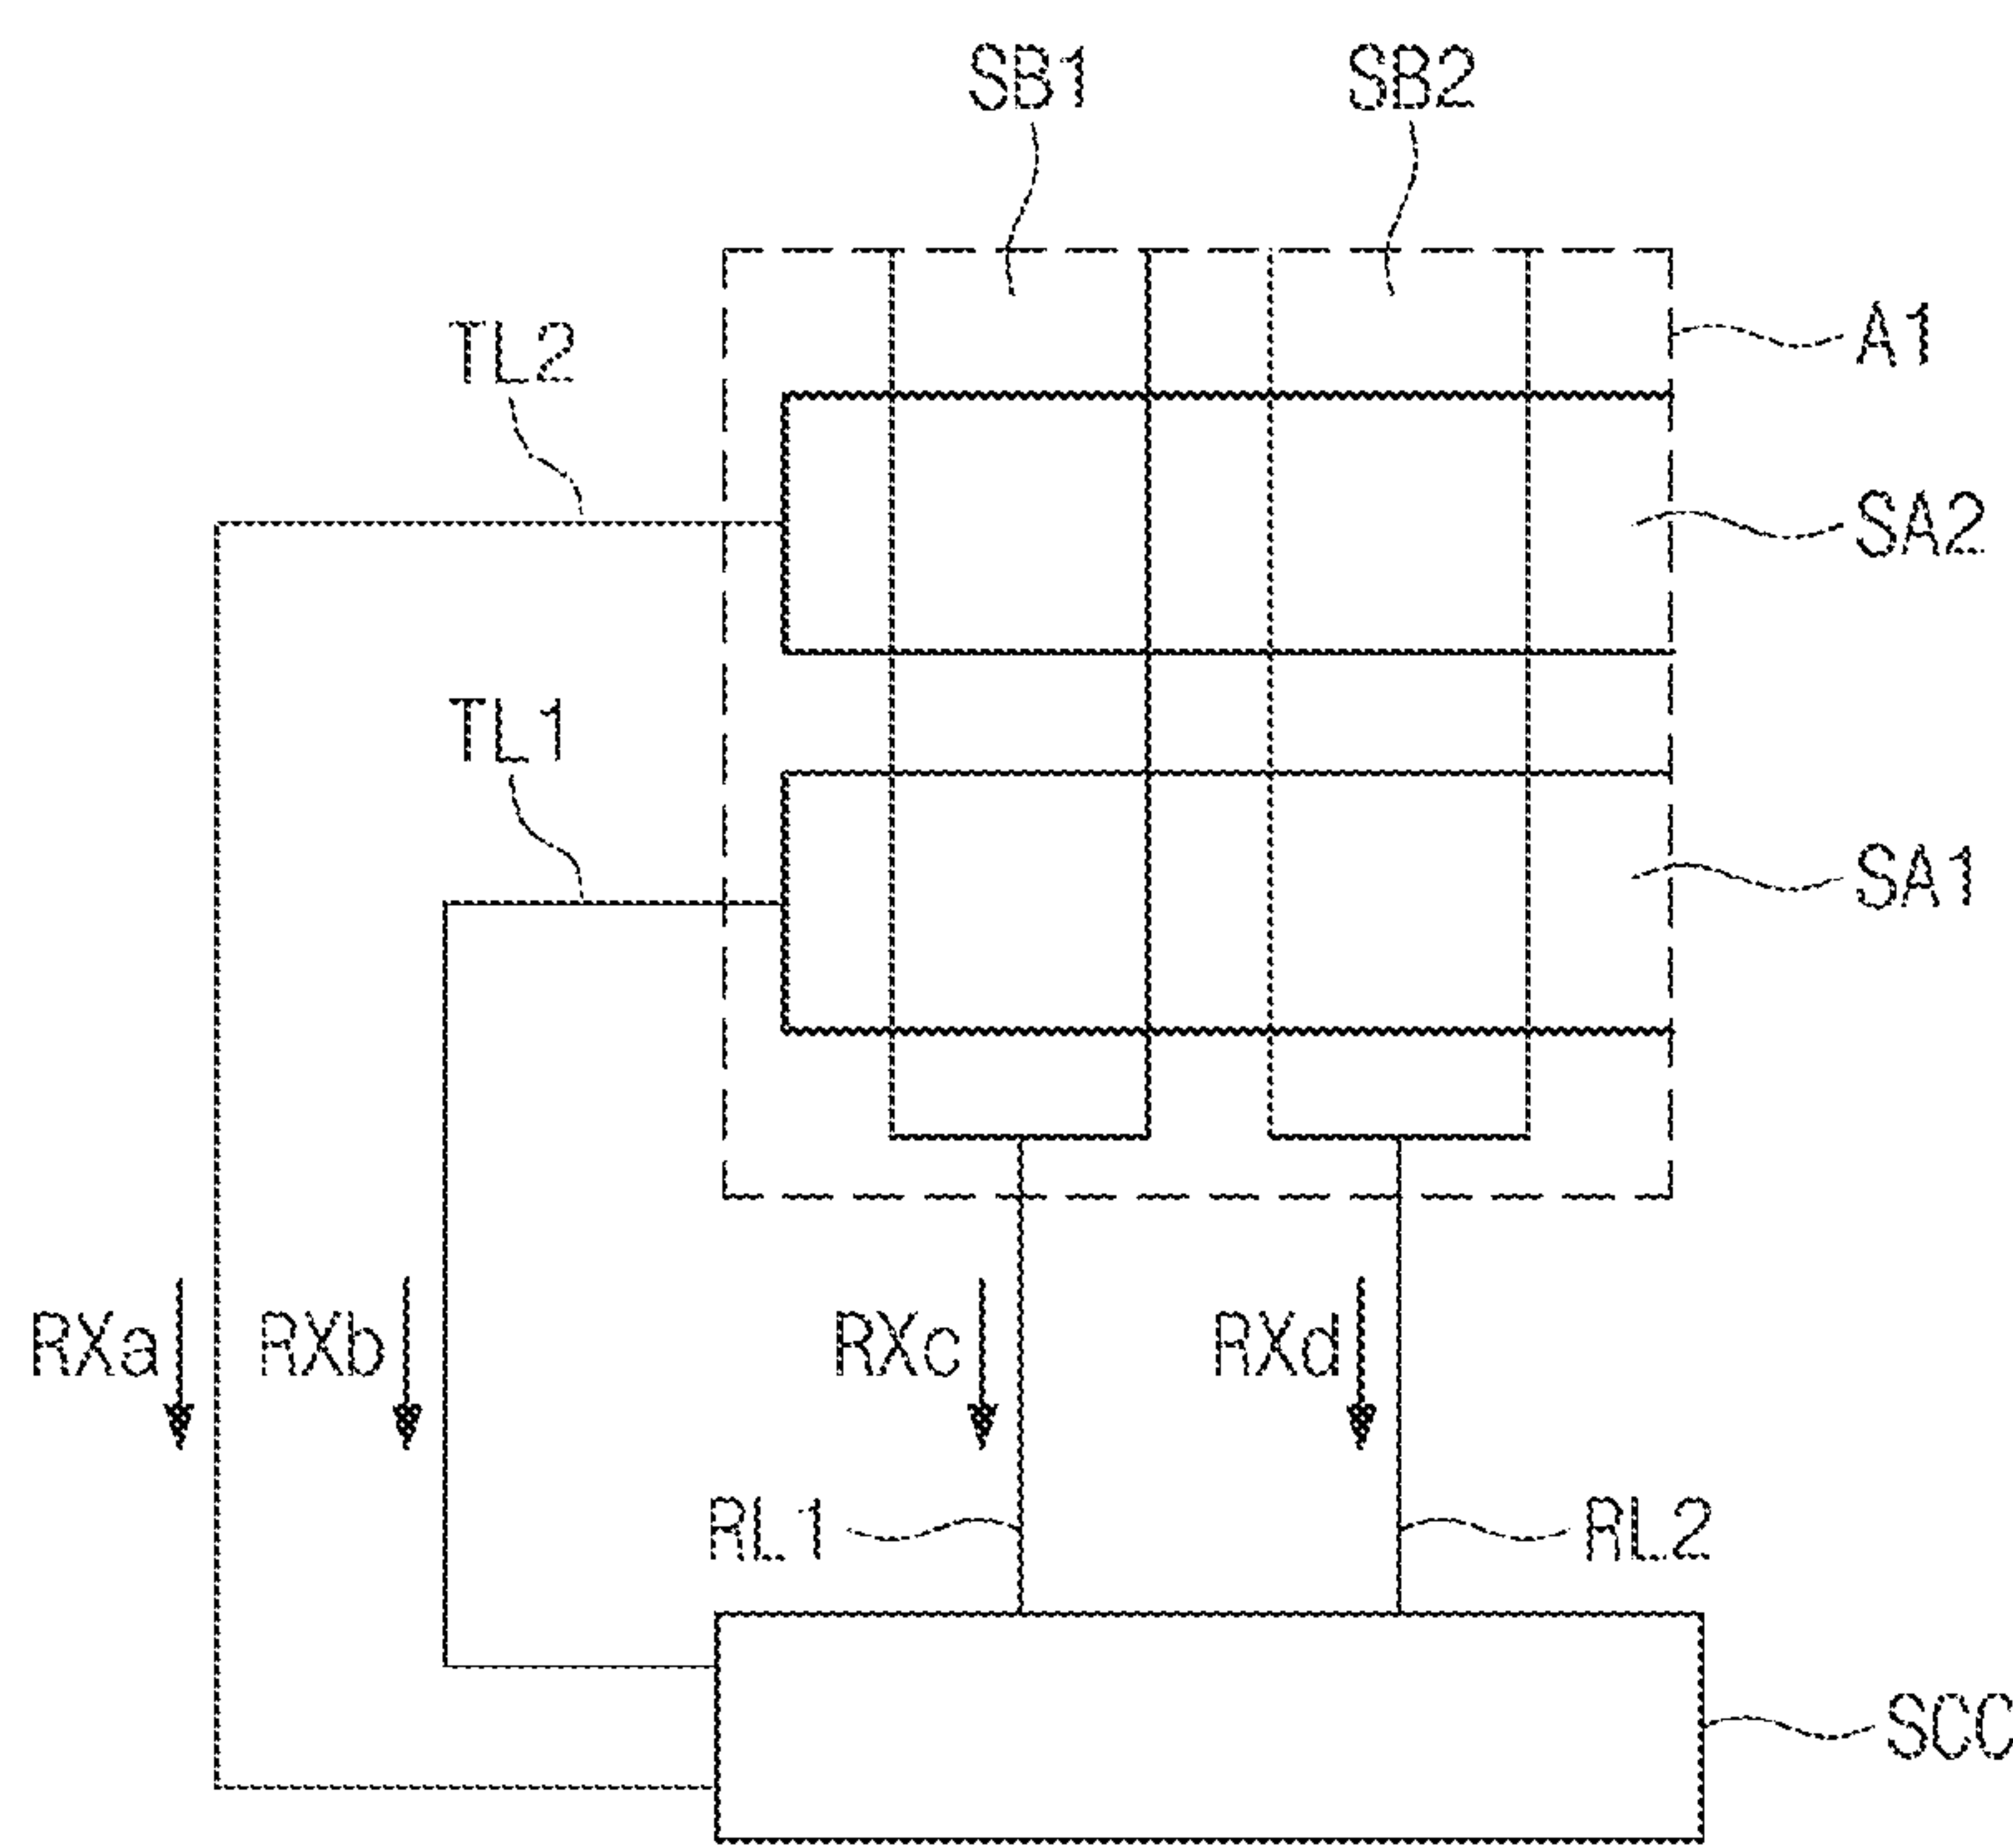 SB1
SB2
A1
TL2
SA2
TL1
SA1
RXa
RXb
RXc
RXd
RL1
RL2
SCC